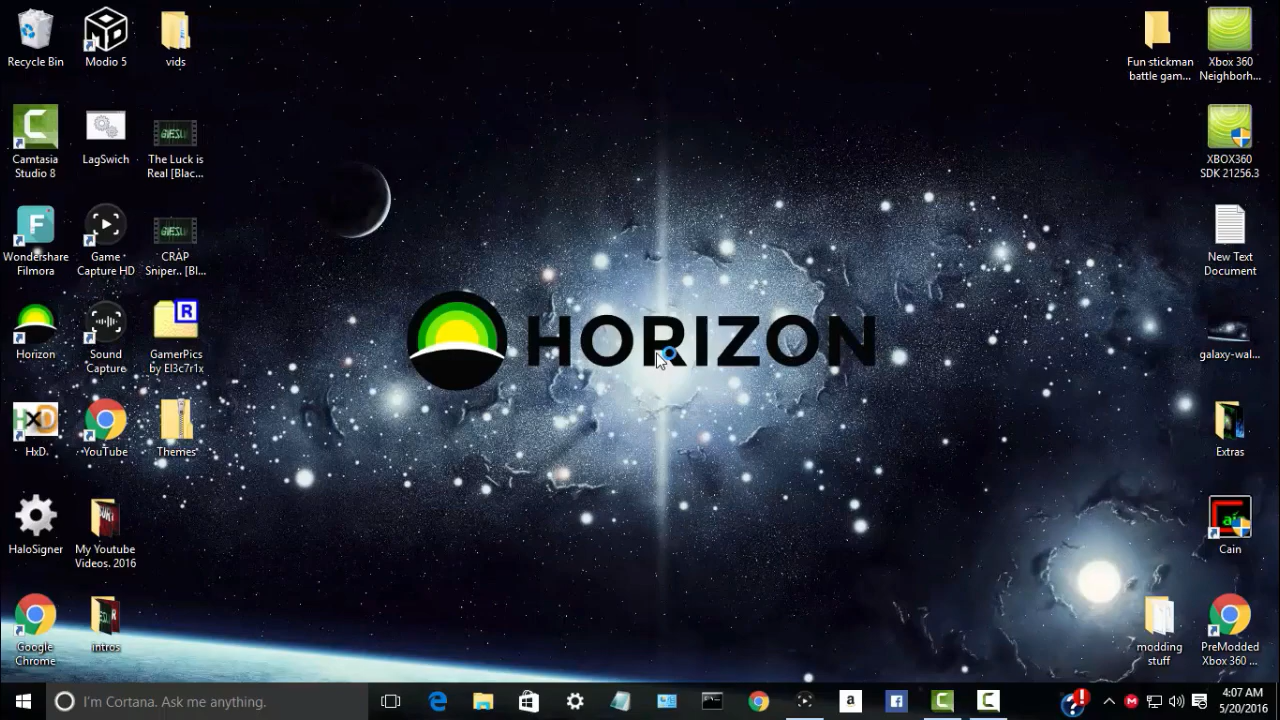 Recycle Bin
Modio 5
vids
Fun stickman
battle gam...
Xbox 360
Neighborh...
Camtasia
Studio 8
LagSwich
The Luck is
Real [Blac...
XBOX360
SDK 21256.3
Wondershare
Filmora
Game
Capture HD
CRAP
Sniper.. [Bl...
New Text
Document
HORIZON
Horizon
Sound
Capture
R
GamerPics
by El3c7r1x
galaxy-wal...
HxD
HxD
YouTube
Themes
Extras
HaloSigner
My Youtube
Videos. 2016
Cain
Google
Chrome
intros
modding
stuff
PreModded
Xbox 360 ...
I'm Cortana. Ask me anything.
4:07 AM
5/20/2016